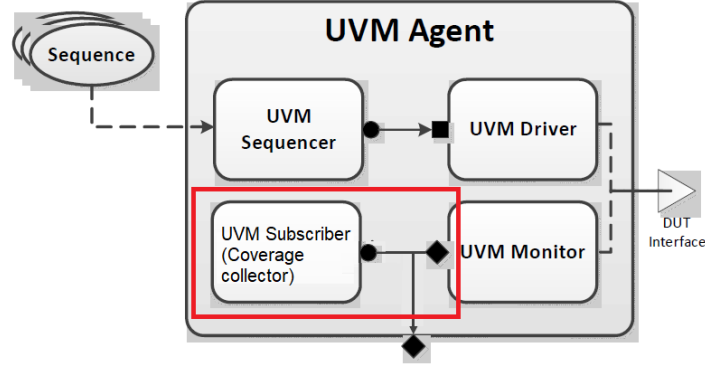 UVM Agent
Sequence
UVM
Sequencer
UVM Driver
UVM Subscriber
(Coverage
collector)
UVM Monitor
DUT
Interface